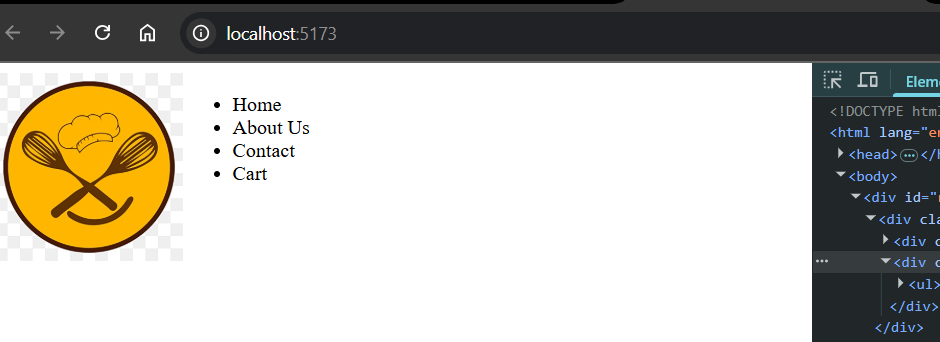 localhost:5173
Elemen
Home
About Us
Contact
Cart
<!DOCTYPE html
<html lang="en
<head> ⋯ </h
<body>
<div id="r
<div cla
<div c
<div c
<ul>
</div>
</div>